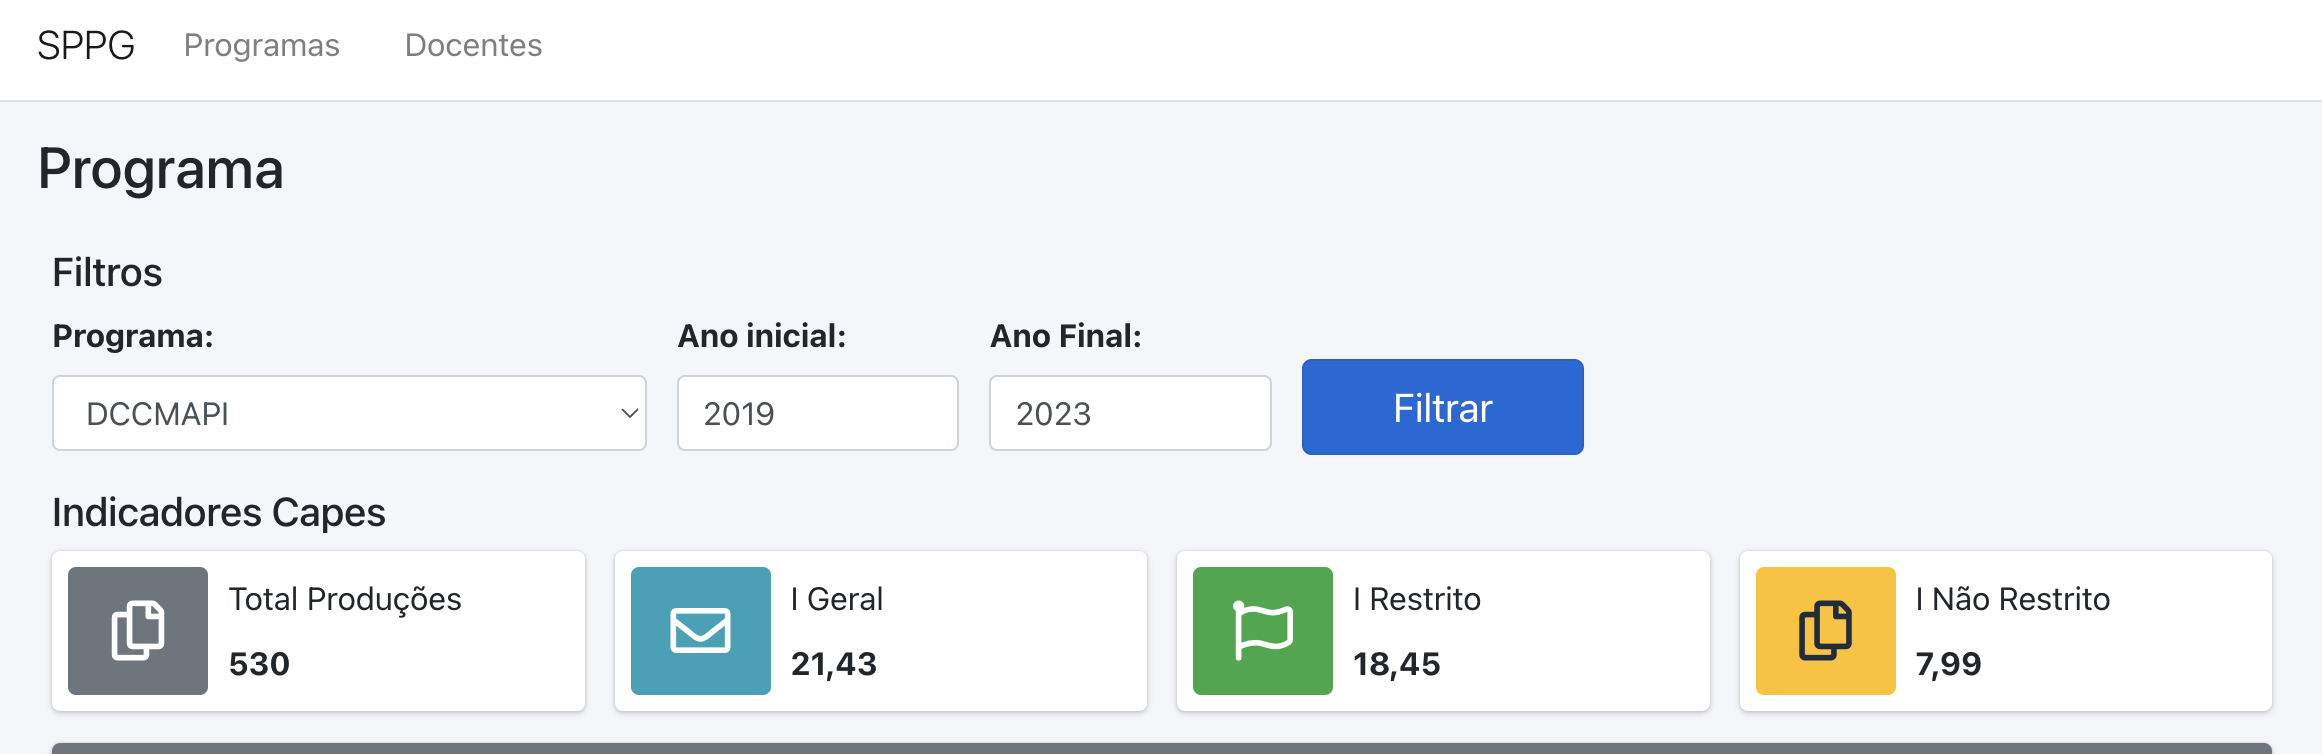 SPPG Programas Docentes
Programa
Filtros
Programa: Ano inicial: Ano Final:
DCCMAPI 2019 2023 Filtrar
Indicadores Capes
Total Produções I Geral I Restrito I Não Restrito
530 21,43 18,45 7,99